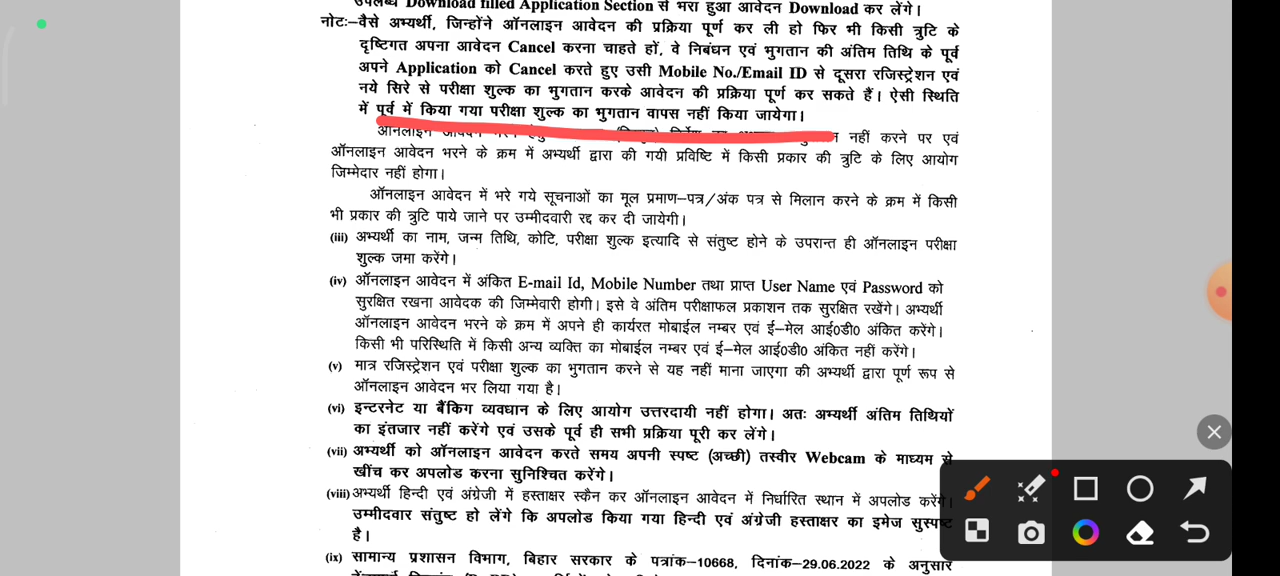 उपलब्ध Download filled Application Section से भरा हुआ आवेदन Download कर लेंगे।
नोटः–वैसे अभ्यर्थी, जिन्होंने ऑनलाइन आवेदन की प्रक्रिया पूर्ण कर ली हो फिर भी किसी त्रुटि के
दृष्टिगत अपना आवेदन Cancel करना चाहते हों, वे निबंधन एवं भुगतान की अंतिम तिथि के पूर्व
अपने Application को Cancel करते हुए उसी Mobile No./Email ID से दूसरा रजिस्ट्रेशन एवं
नये सिरे से परीक्षा शुल्क का भुगतान करके आवेदन की प्रक्रिया पूर्ण कर सकते हैं। ऐसी स्थिति
में पूर्व में किया गया परीक्षा शुल्क का भुगतान वापस नहीं किया जायेगा।
ऑनलाइन आवेदन भरने हेतु नहीं करने पर एवं
ऑनलाइन आवेदन भरने के क्रम में अभ्यर्थी द्वारा की गयी प्रविष्टि में किसी प्रकार की त्रुटि के लिए आयोग
जिम्मेदार नहीं होगा।
ऑनलाइन आवेदन में भरे गये सूचनाओं का मूल प्रमाण–पत्र/अंक पत्र से मिलान करने के क्रम में किसी
भी प्रकार की त्रुटि पाये जाने पर उम्मीदवारी रद्द कर दी जायेगी।
(iii) अभ्यर्थी का नाम, जन्म तिथि, कोटि, परीक्षा शुल्क इत्यादि से संतुष्ट होने के उपरान्त ही ऑनलाइन परीक्षा
शुल्क जमा करेंगे।
(iv) ऑनलाइन आवेदन में अंकित E-mail Id, Mobile Number तथा प्राप्त User Name एवं Password को
सुरक्षित रखना आवेदक की जिम्मेवारी होगी। इसे वे अंतिम परीक्षाफल प्रकाशन तक सुरक्षित रखेंगे। अभ्यर्थी
ऑनलाइन आवेदन भरने के क्रम में अपने ही कार्यरत मोबाईल नम्बर एवं ई–मेल आई0डी0 अंकित करेंगे।
किसी भी परिस्थिति में किसी अन्य व्यक्ति का मोबाईल नम्बर एवं ई–मेल आई0डी0 अंकित नहीं करेंगे।
(v) मात्र रजिस्ट्रेशन एवं परीक्षा शुल्क का भुगतान करने से यह नहीं माना जाएगा की अभ्यर्थी द्वारा पूर्ण रूप से
ऑनलाइन आवेदन भर लिया गया है।
(vi) इन्टरनेट या बैंकिग व्यवधान के लिए आयोग उत्तरदायी नहीं होगा। अतः अभ्यर्थी अंतिम तिथियों
का इंतजार नहीं करेंगे एवं उसके पूर्व ही सभी प्रक्रिया पूरी कर लेंगे।
(vii) अभ्यर्थी को ऑनलाइन आवेदन करते समय अपनी स्पष्ट (अच्छी) तस्वीर Webcam के माध्यम से
खींच कर अपलोड करना सुनिश्चित करेंगे।
(viii) अभ्यर्थी हिन्दी एवं अंग्रेजी में हस्ताक्षर स्कैन कर ऑनलाइन आवेदन में निर्धारित स्थान में अपलोड करेंगे।
उम्मीदवार संतुष्ट हो लेंगे कि अपलोड किया गया हिन्दी एवं अंग्रेजी हस्ताक्षर का इमेज सुस्पष्ट
है।
(ix) सामान्य प्रशासन विभाग, बिहार सरकार के पत्रांक–10668, दिनांक–29.06.2022 के अनुसार